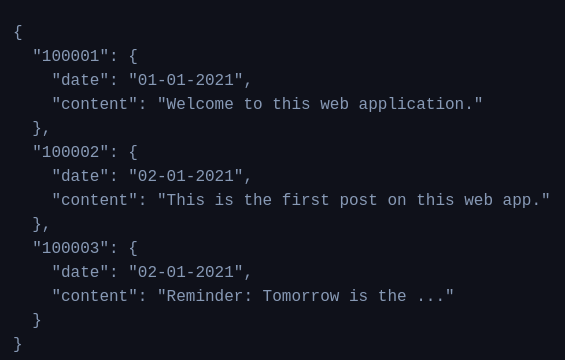 {
  "100001": {
    "date": "01-01-2021",
    "content": "Welcome to this web application."
  },
  "100002": {
    "date": "02-01-2021",
    "content": "This is the first post on this web app."
  },
  "100003": {
    "date": "02-01-2021",
    "content": "Reminder: Tomorrow is the ..."
  }
}